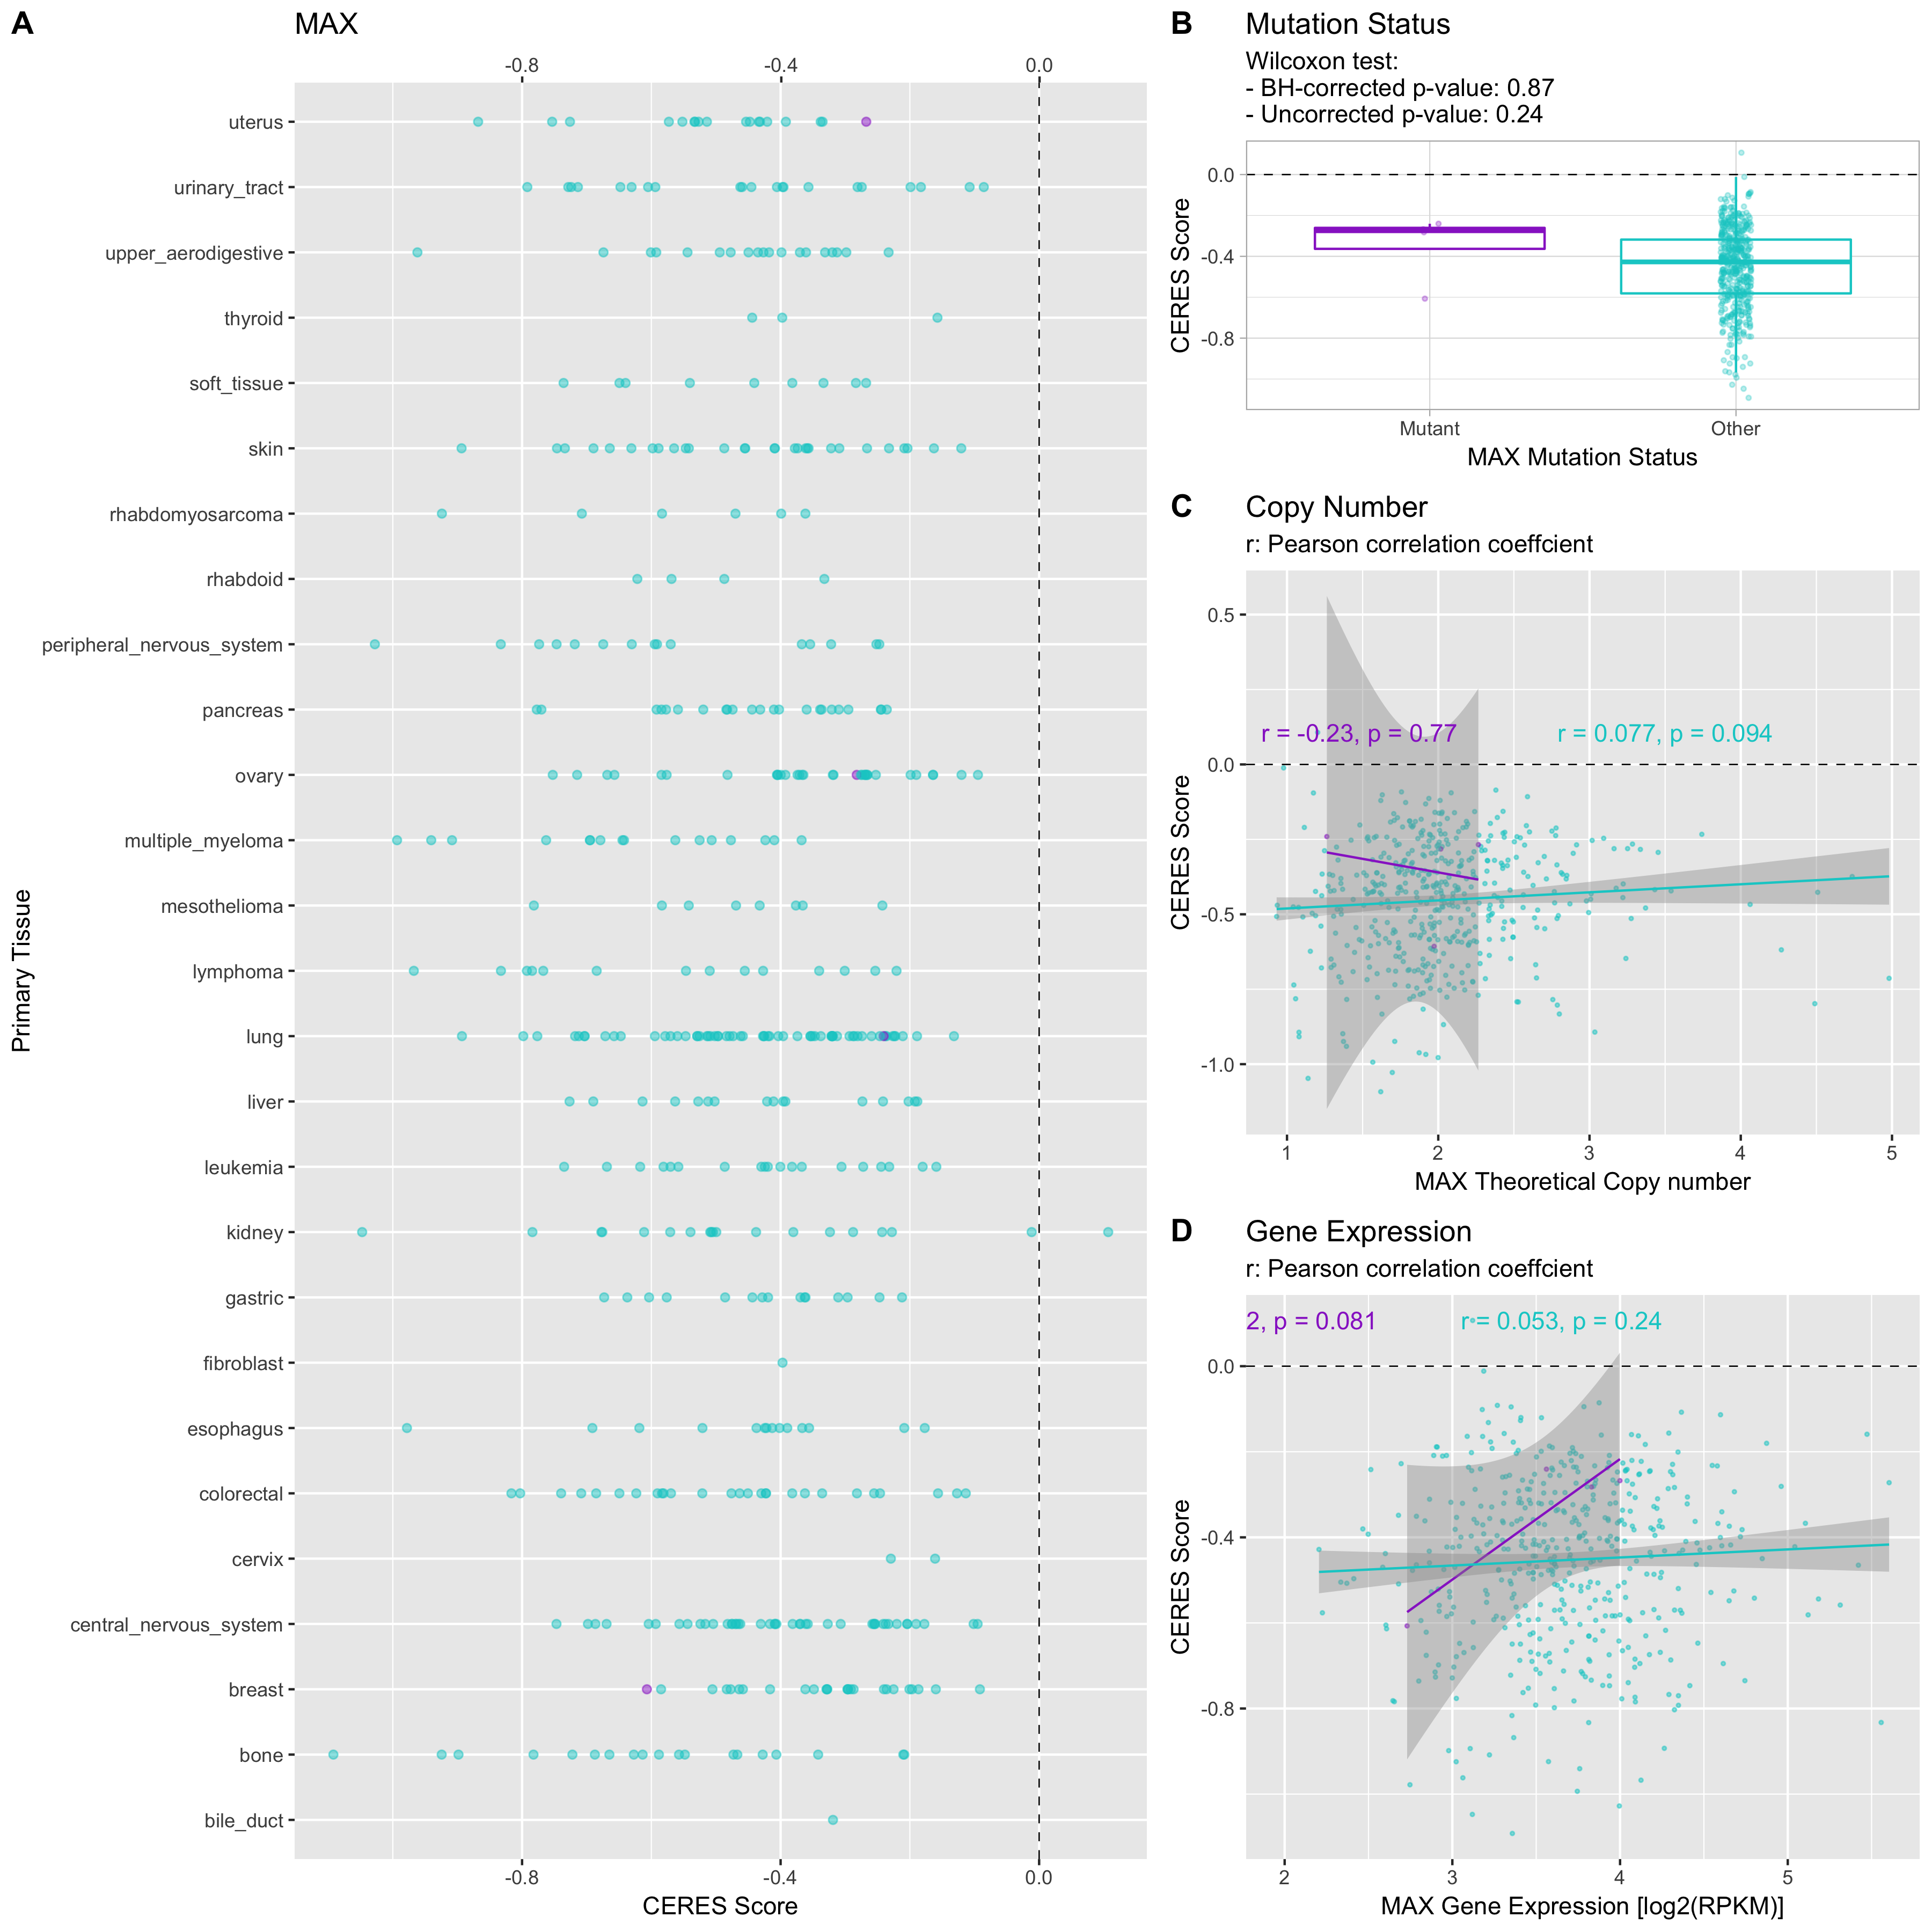 A
MAX
-0.8 -0.4 0.0
uterus
urinary_tract
upper_aerodigestive
thyroid
soft_tissue
skin
rhabdomyosarcoma
rhabdoid
peripheral_nervous_system
pancreas
ovary
multiple_myeloma
mesothelioma
lymphoma
lung
liver
leukemia
kidney
gastric
fibroblast
esophagus
colorectal
cervix
central_nervous_system
breast
bone
bile_duct
Primary Tissue
-0.8 -0.4 0.0
CERES Score
B
Mutation Status
Wilcoxon test:
- BH-corrected p-value: 0.87
- Uncorrected p-value: 0.24
0.0
-0.4
-0.8
CERES Score
Mutant Other
MAX Mutation Status
C
Copy Number
r: Pearson correlation coeffcient
r = -0.23, p = 0.77 r = 0.077, p = 0.094
0.5
0.0
-0.5
-1.0
CERES Score
1 2 3 4 5
MAX Theoretical Copy number
D
Gene Expression
r: Pearson correlation coeffcient
2, p = 0.081 r = 0.053, p = 0.24
0.0
-0.4
-0.8
CERES Score
2 3 4 5
MAX Gene Expression [log2(RPKM)]